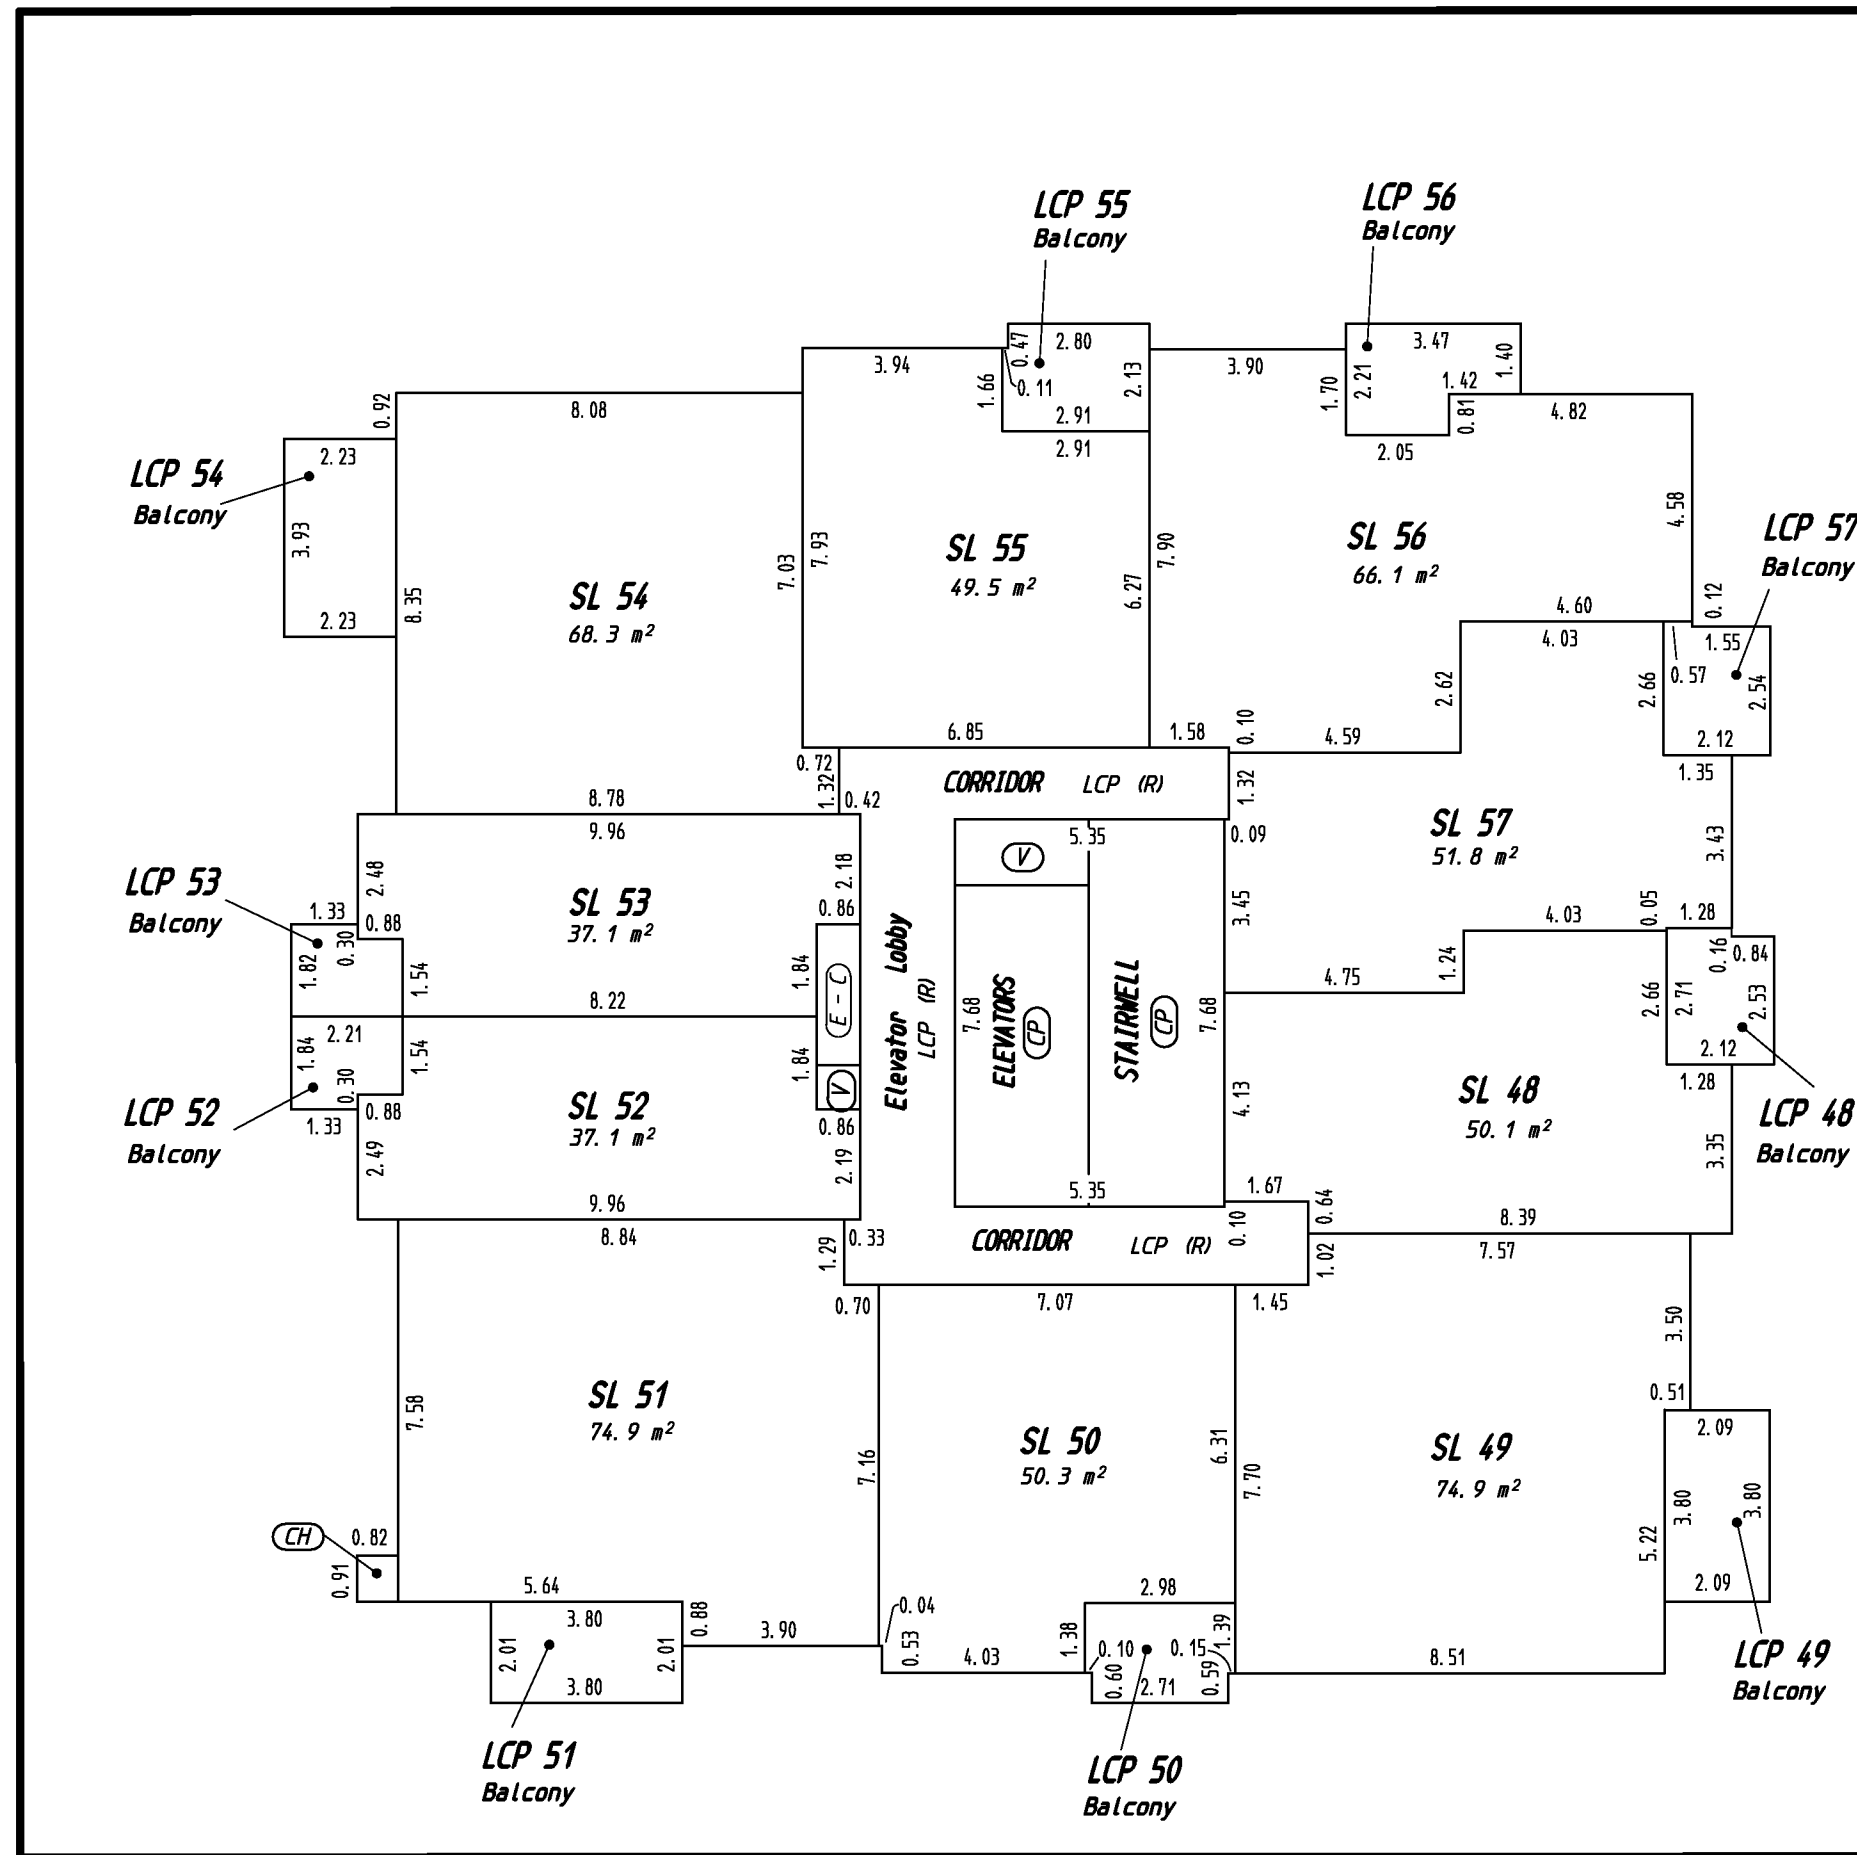 LCP 55
Balcony
LCP 56
Balcony
3.94
0.47
2.80
0.11
1.66
2.91
2.13
2.91
3.90
1.70
3.47
2.21
1.42
1.40
0.81
2.05
4.82
0.92
8.08
LCP 54
Balcony
2.23
3.93
2.23
8.35
SL 54
68.3 m²
7.03
7.93
SL 55
49.5 m²
6.27
7.90
SL 56
66.1 m²
4.58
LCP 57
Balcony
4.60
4.03
0.12
1.55
0.57
2.66
2.54
2.12
1.35
2.62
6.85
1.58
0.10
4.59
0.72
1.32
0.42
CORRIDOR LCP (R)
1.32
8.78
9.96
5.35
V
0.09
SL 57
51.8 m²
3.43
2.48
2.18
LCP 53
Balcony
1.33
0.88
0.30
1.82
1.54
SL 53
37.1 m²
0.86
1.84
E-C
Elevator Lobby
LCP (R)
7.68
ELEVATORS
CP
STAIRWELL
CP
7.68
3.45
4.03
0.05
1.28
1.24
4.75
0.16
0.84
2.66
2.71
2.53
2.12
1.28
8.22
2.21
1.84
0.30
1.54
1.84
V
LCP 52
Balcony
1.33
0.88
2.49
SL 52
37.1 m²
0.86
2.19
4.13
SL 48
50.1 m²
3.35
LCP 48
Balcony
9.96
8.84
1.29
0.33
5.35
1.67
0.64
0.10
CORRIDOR LCP (R)
1.02
8.39
7.57
0.70
7.07
1.45
3.50
0.51
7.58
SL 51
74.9 m²
7.16
SL 50
50.3 m²
6.31
7.70
SL 49
74.9 m²
2.09
3.80
3.80
5.22
2.09
CH
0.82
0.91
5.64
3.80
2.01
2.01
3.80
0.88
3.90
0.04
0.53
4.03
2.98
1.38
0.10
0.15
1.39
0.60
2.71
0.59
8.51
LCP 49
Balcony
LCP 51
Balcony
LCP 50
Balcony